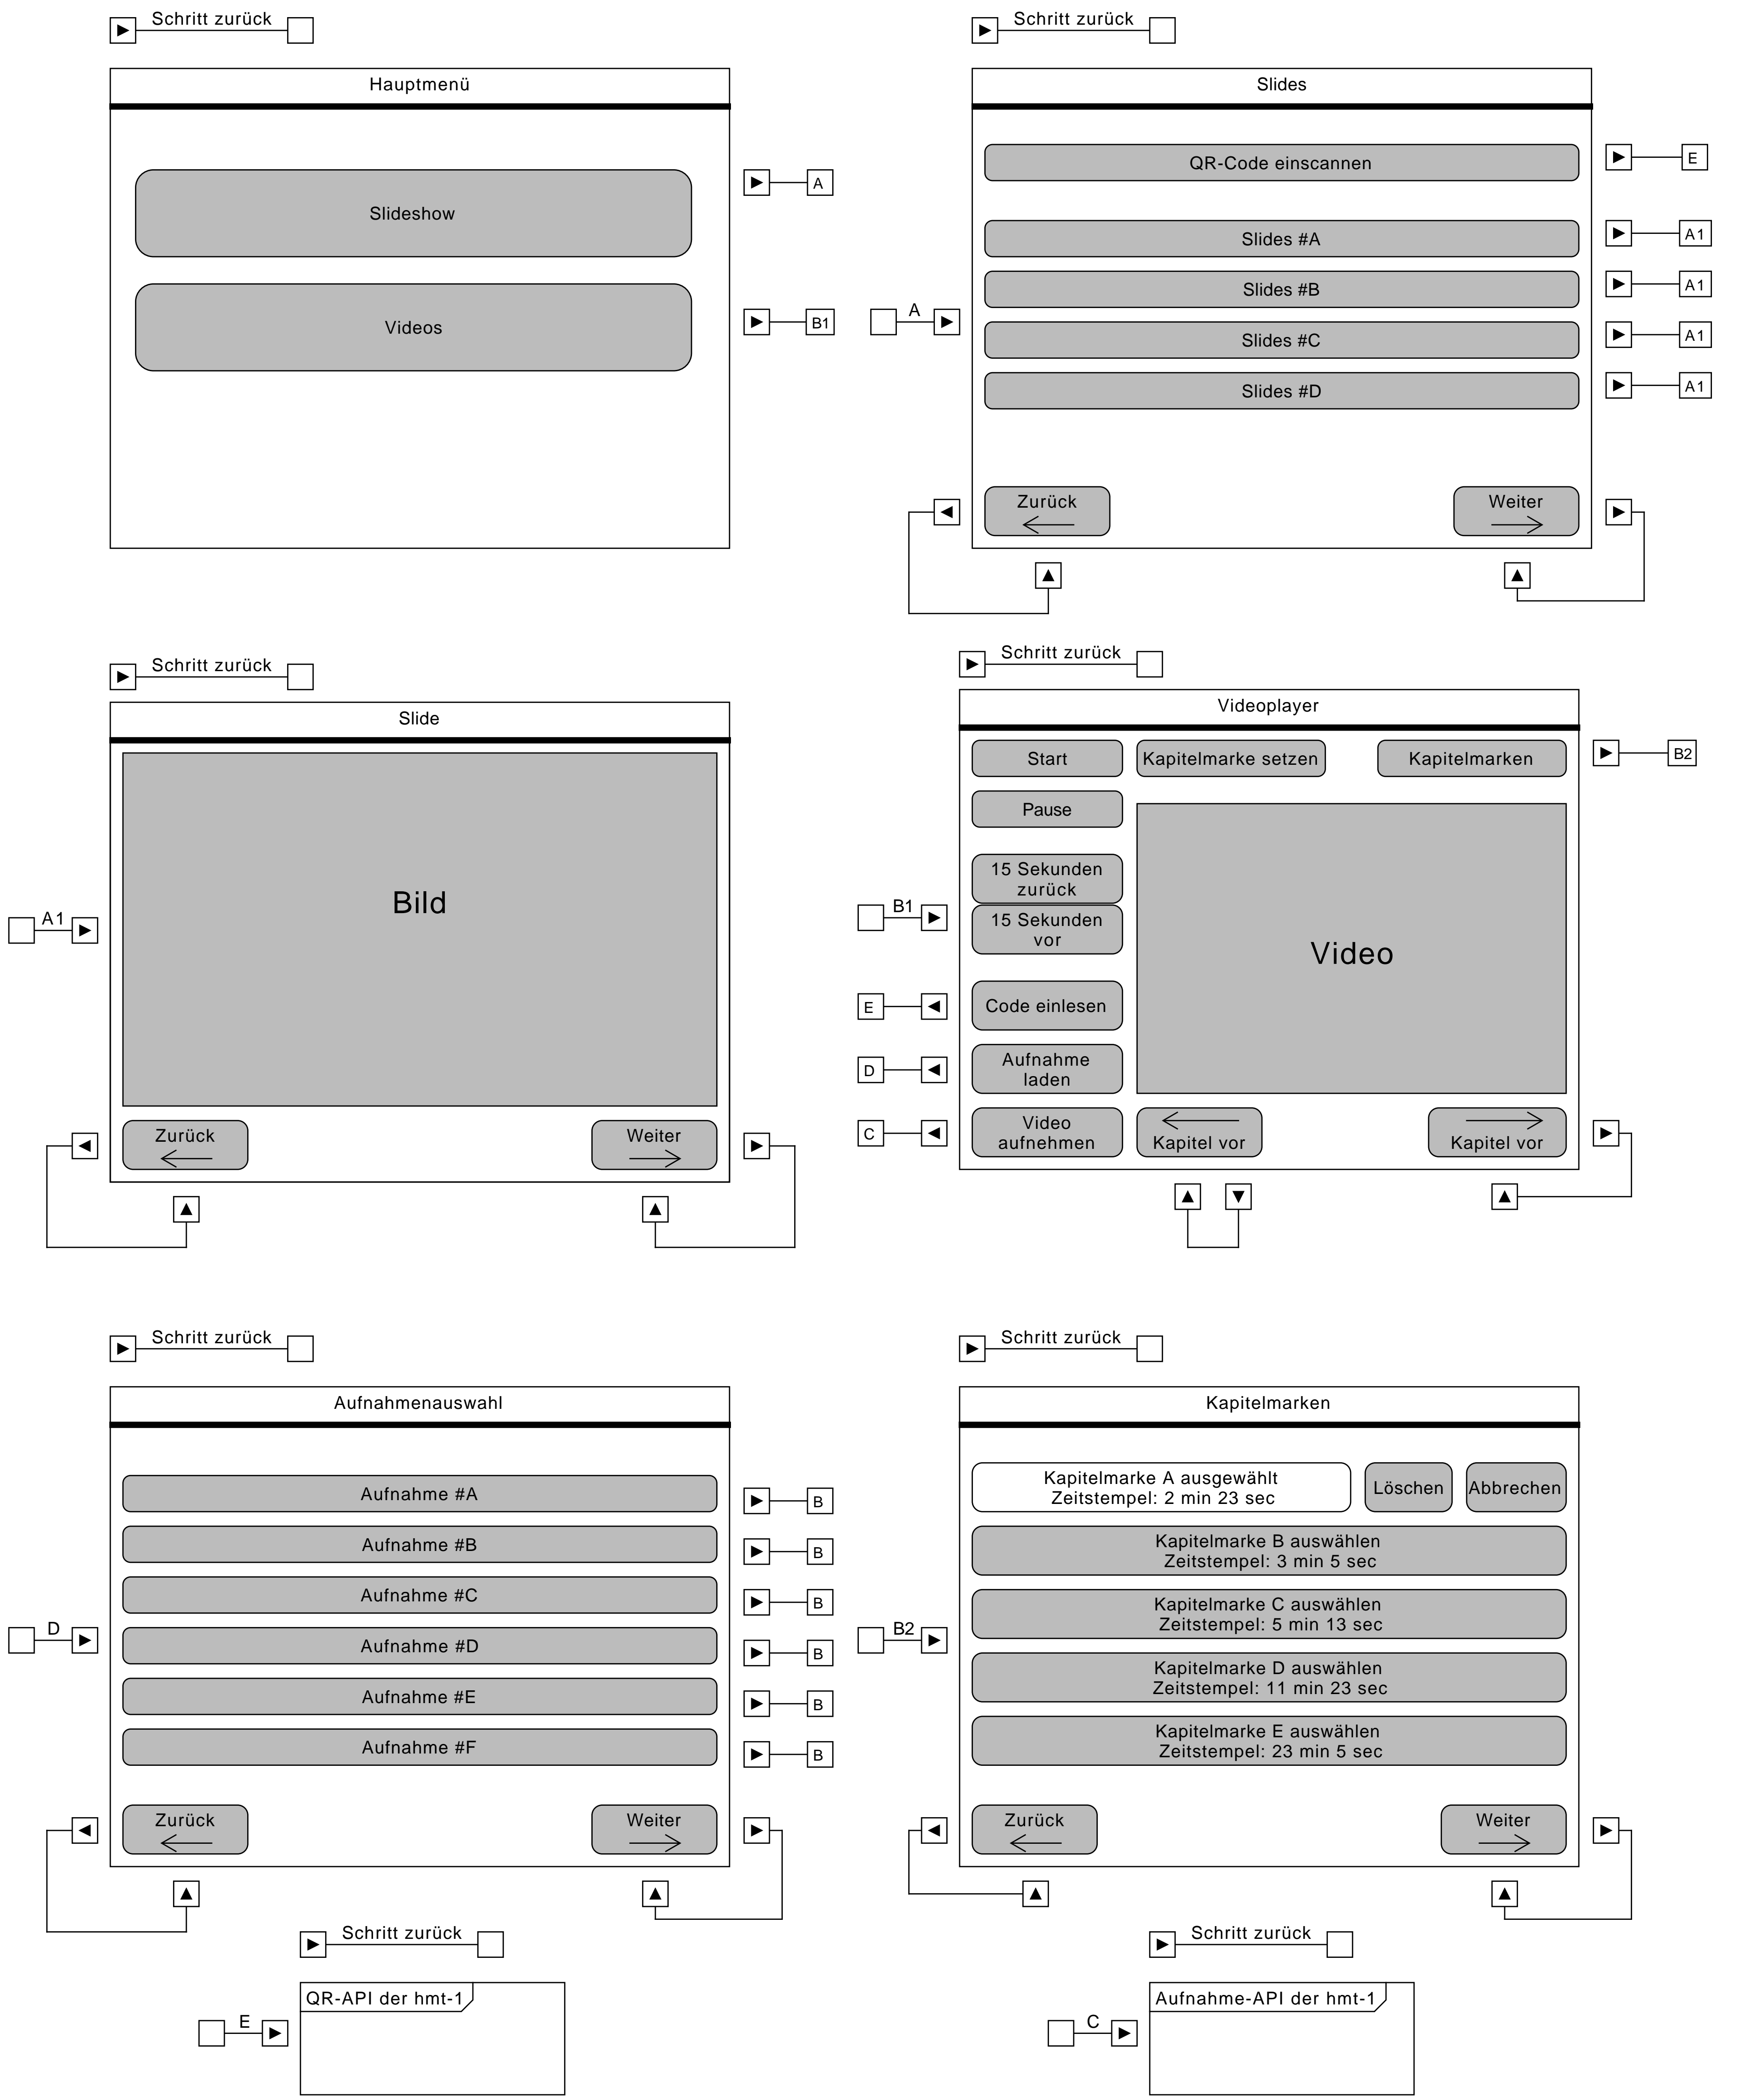 Schritt zurück
Hauptmenü
Slideshow
A
Videos
B1
Schritt zurück
Slides
QR-Code einscannen
E
Slides #A
A1
Slides #B
A1
A
Slides #C
A1
Slides #D
A1
Zurück
Weiter
Schritt zurück
Slide
Bild
A1
Zurück
Weiter
Schritt zurück
Videoplayer
Start
Kapitelmarke setzen
Kapitelmarken
B2
Pause
15 Sekunden
zurück
B1
15 Sekunden
vor
Video
E
Code einlesen
D
Aufnahme
laden
C
Video
aufnehmen
Kapitel vor
Kapitel vor
Schritt zurück
Aufnahmenauswahl
Aufnahme #A
B
Aufnahme #B
B
Aufnahme #C
B
D
Aufnahme #D
B
Aufnahme #E
B
Aufnahme #F
B
Zurück
Weiter
Schritt zurück
Kapitelmarken
Kapitelmarke A ausgewählt
Zeitstempel: 2 min 23 sec
Löschen
Abbrechen
Kapitelmarke B auswählen
Zeitstempel: 3 min 5 sec
Kapitelmarke C auswählen
Zeitstempel: 5 min 13 sec
B2
Kapitelmarke D auswählen
Zeitstempel: 11 min 23 sec
Kapitelmarke E auswählen
Zeitstempel: 23 min 5 sec
Zurück
Weiter
Schritt zurück
QR-API der hmt-1
E
Schritt zurück
Aufnahme-API der hmt-1
C